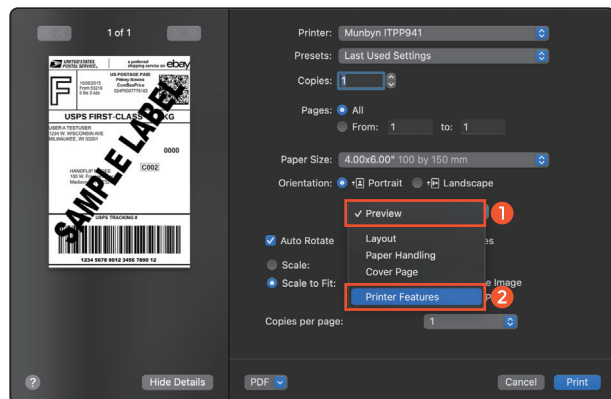 1 of 1
UNITED STATES POSTAL SERVICE.
a preferred shipping service on ebay
F
10/06/2015
From 53219
0 lbs 3 ozs
US POSTAGE PAID
Pitney Bowes
ComBasPrice
024P0007776182
USPS FIRST-CLASS KG
USER A TESTUSER
1234 W. WISCONSIN AVE
MILWAUKEE, WI 53201
0000
C002
SAMPLE LABEL
USPS TRACKING #
1234 5678 9012 3456 7890 12
?
Hide Details
Printer: Munbyn ITPP941
Presets: Last Used Settings
Copies: 1
Pages: All
From: 1 to: 1
Paper Size: 4.00x6.00" 100 by 150 mm
Orientation: Portrait Landscape
✓ Preview 1
Auto Rotate
Layout
Paper Handling
Scale:
Cover Page
Scale to Fit:
e Image
Printer Features 2
Copies per page: 1
PDF
Cancel
Print